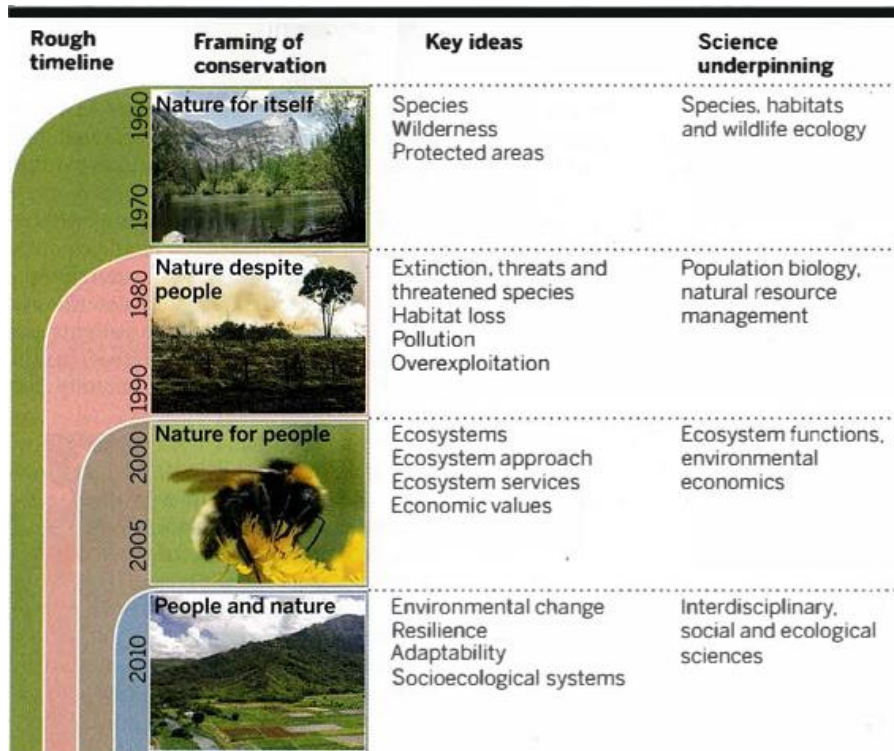 Rough
timeline
Framing of
conservation
Key ideas
Science
underpinning
1960
1970
Nature for itself
Species
Wilderness
Protected areas
Species, habitats
and wildlife ecology
1980
1990
Nature despite
people
Extinction, threats and
threatened species
Habitat loss
Pollution
Overexploitation
Population biology,
natural resource
management
2000
2005
Nature for people
Ecosystems
Ecosystem approach
Ecosystem services
Economic values
Ecosystem functions,
environmental
economics
2010
People and nature
Environmental change
Resilience
Adaptability
Socioecological systems
Interdisciplinary,
social and ecological
sciences